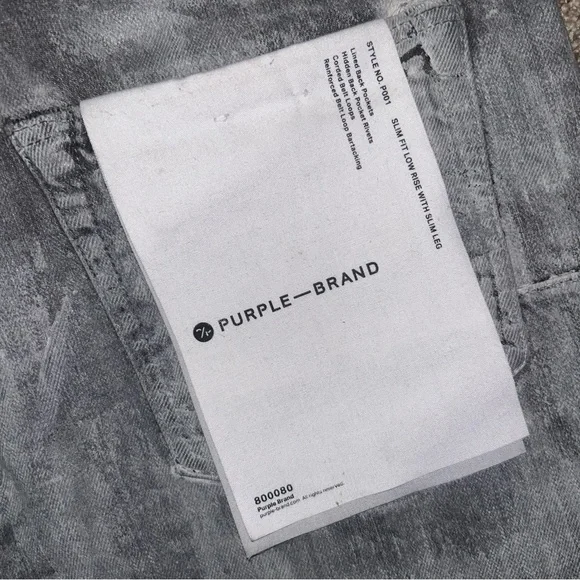 STYLE NO. P001 SLIM FIT LOW RISE WITH SLIM LEG
Lined Back Pockets
Hidden Back Pocket Rivets
Corded Belt Loops
Reinforced Belt Loop Bartacking
PURPLE—BRAND
800080
Purple Brand
purple-brand.com All rights reserved.